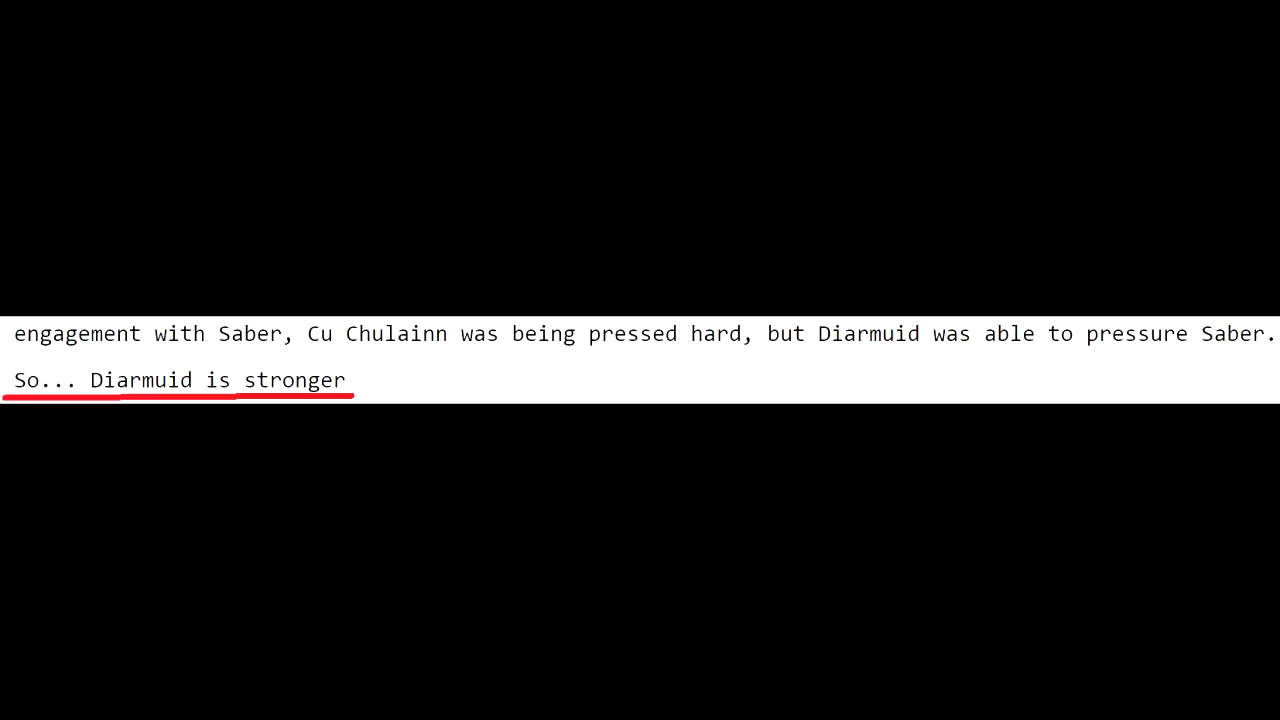 engagement with Saber, Cu Chulainn was being pressed hard, but Diarmuid was able to pressure Saber.
So... Diarmuid is stronger